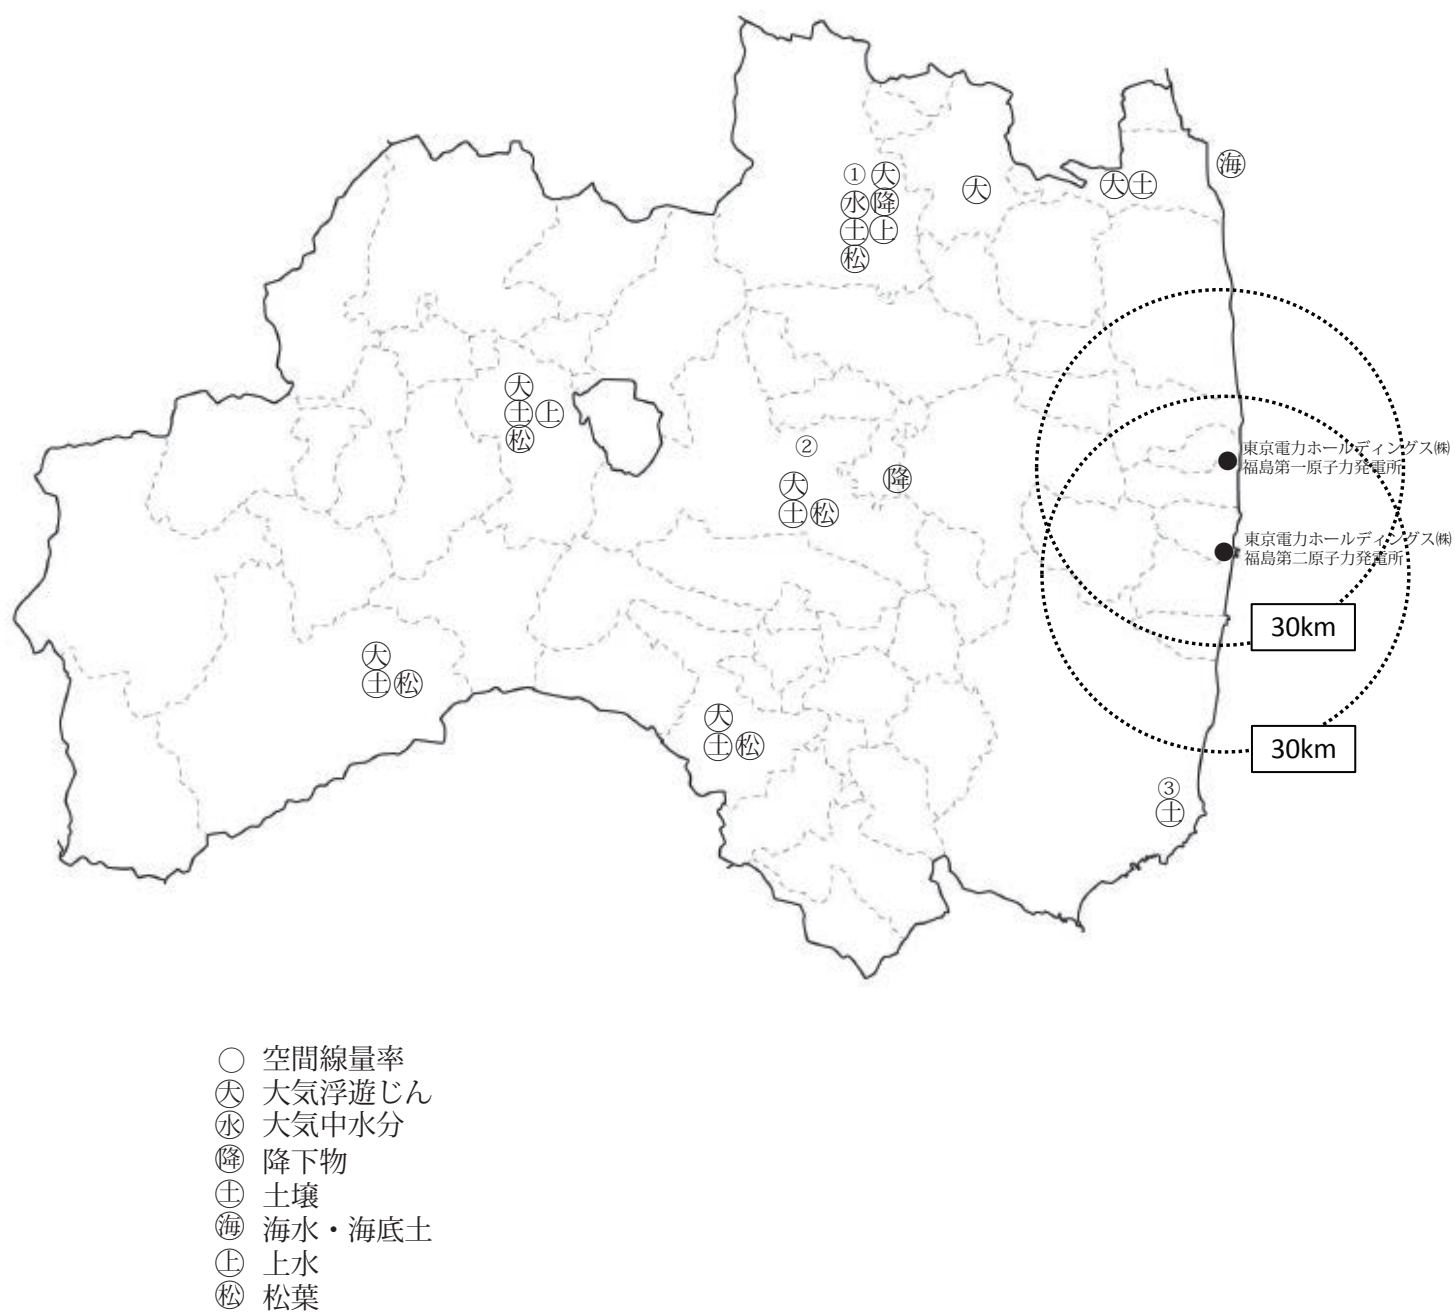 海
① 大
水 降
土 上
松
大
大 土
大
土 上
松
②
大
土 松
降
東京電力ホールディングス㈱
福島第一原子力発電所
東京電力ホールディングス㈱
福島第二原子力発電所
30km
30km
大
土 松
大
土 松
③
土
○ 空間線量率
大 大気浮遊じん
水 大気中水分
降 降下物
土 土壌
海 海水・海底土
上 上水
松 松葉